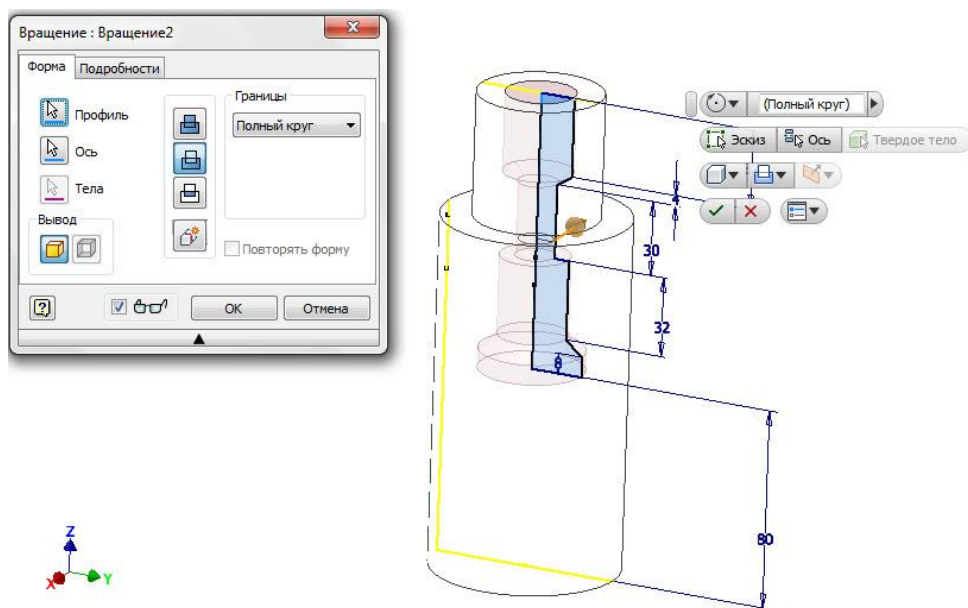 Вращение : Вращение2
Форма
Подробности
Профиль
Ось
Тела
Вывод
Границы
Полный круг
Повторять форму
OK
Отмена
(Полный круг)
Эскиз
Ось
Твердое тело
4
30
32
8
80
Z
X
Y